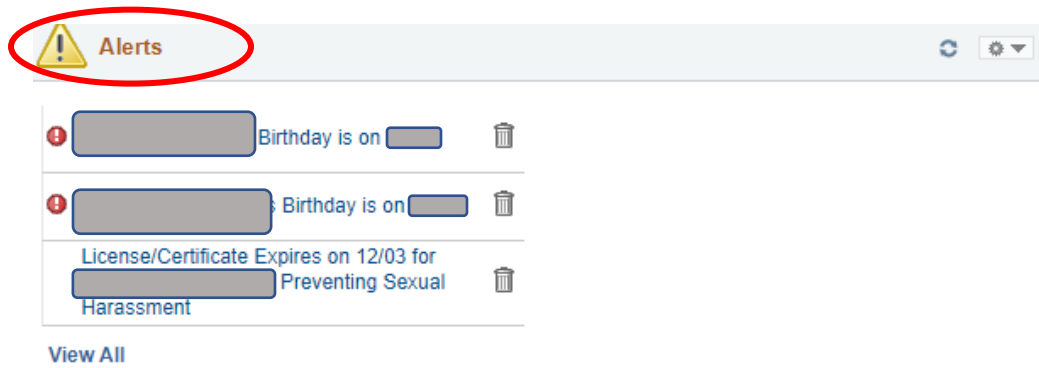 Alerts
Birthday is on
s Birthday is on
License/Certificate Expires on 12/03 for
Preventing Sexual
Harassment
View All